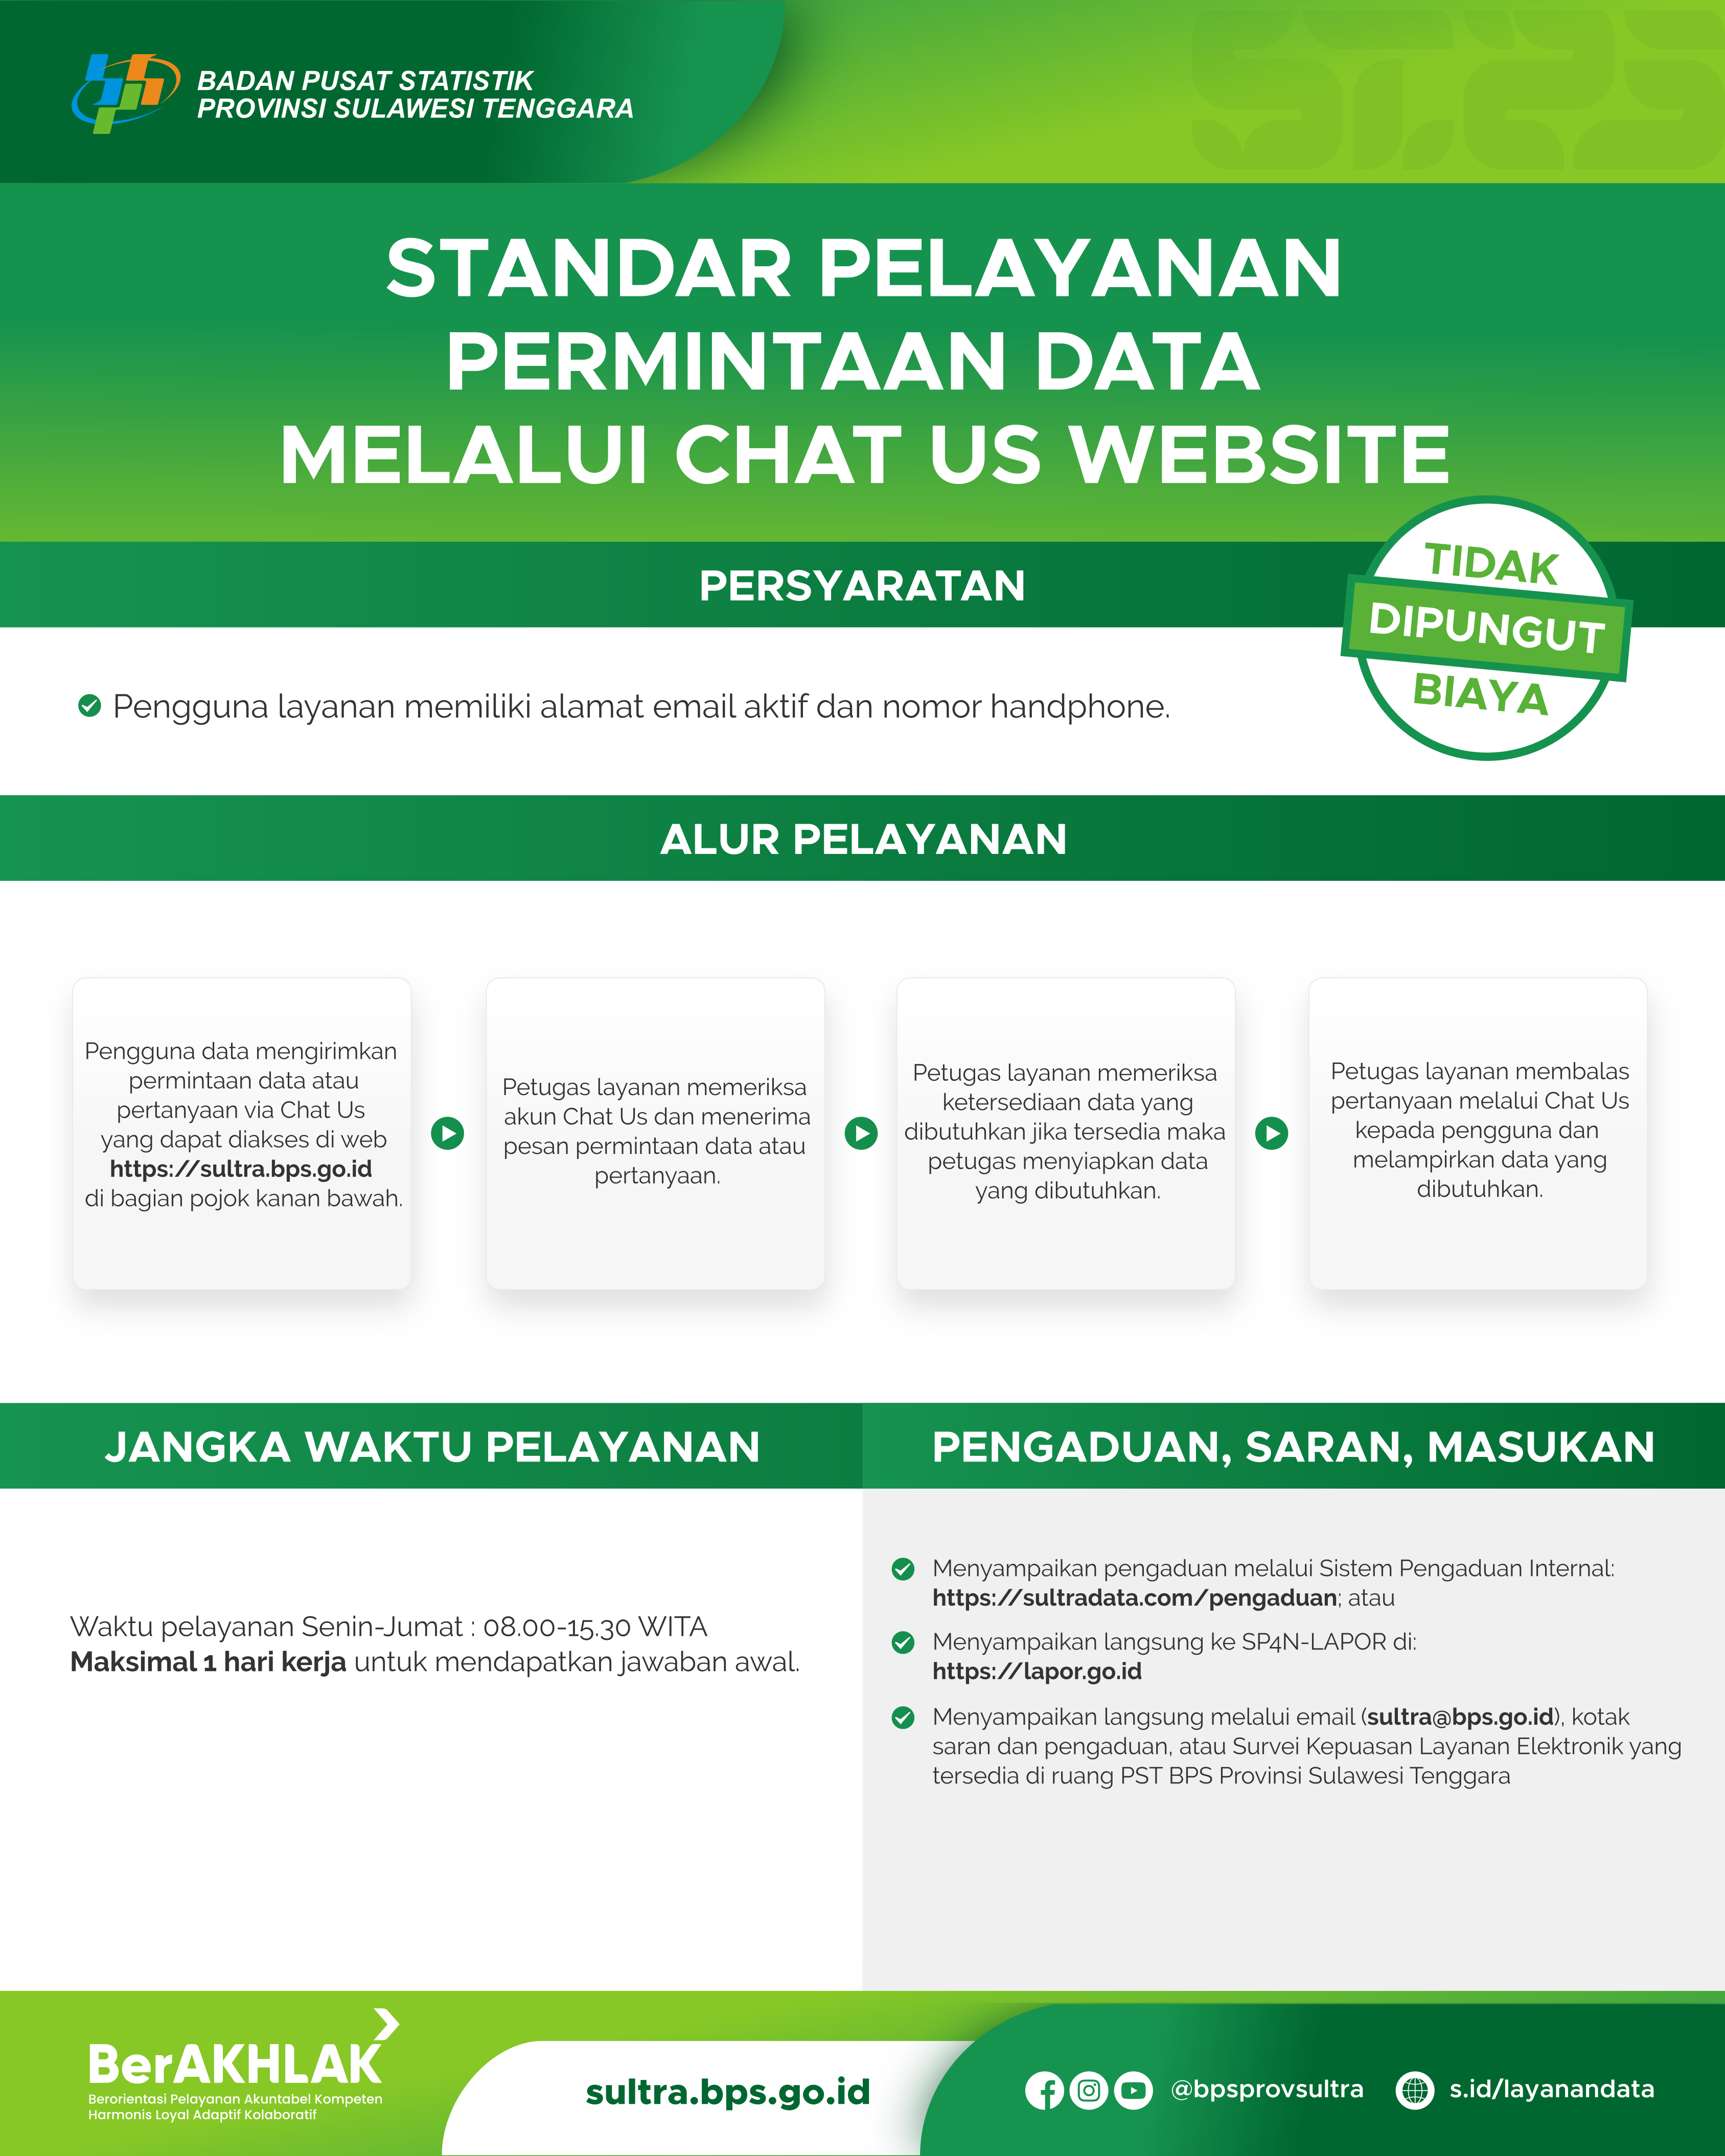 BADAN PUSAT STATISTIK
PROVINSI SULAWESI TENGGARA
ST23
STANDAR PELAYANAN
PERMINTAAN DATA
MELALUI CHAT US WEBSITE
PERSYARATAN
TIDAK
DIPUNGUT
BIAYA
Pengguna layanan memiliki alamat email aktif dan nomor handphone.
ALUR PELAYANAN
Pengguna data mengirimkan
permintaan data atau
pertanyaan via Chat Us
yang dapat diakses di web
https://sultra.bps.go.id
di bagian pojok kanan bawah.
Petugas layanan memeriksa
akun Chat Us dan menerima
pesan permintaan data atau
pertanyaan.
Petugas layanan memeriksa
ketersediaan data yang
dibutuhkan jika tersedia maka
petugas menyiapkan data
yang dibutuhkan.
Petugas layanan membalas
pertanyaan melalui Chat Us
kepada pengguna dan
melampirkan data yang
dibutuhkan.
JANGKA WAKTU PELAYANAN
Waktu pelayanan Senin-Jumat : 08.00-15.30 WITA
Maksimal 1 hari kerja untuk mendapatkan jawaban awal.
PENGADUAN, SARAN, MASUKAN
Menyampaikan pengaduan melalui Sistem Pengaduan Internal:
https://sultradata.com/pengaduan; atau
Menyampaikan langsung ke SP4N-LAPOR di:
https://lapor.go.id
Menyampaikan langsung melalui email (sultra@bps.go.id), kotak
saran dan pengaduan, atau Survei Kepuasan Layanan Elektronik yang
tersedia di ruang PST BPS Provinsi Sulawesi Tenggara
BerAKHLAK
Berorientasi Pelayanan Akuntabel Kompeten
Harmonis Loyal Adaptif Kolaboratif
sultra.bps.go.id
@bpsprovsultra
s.id/layanandata